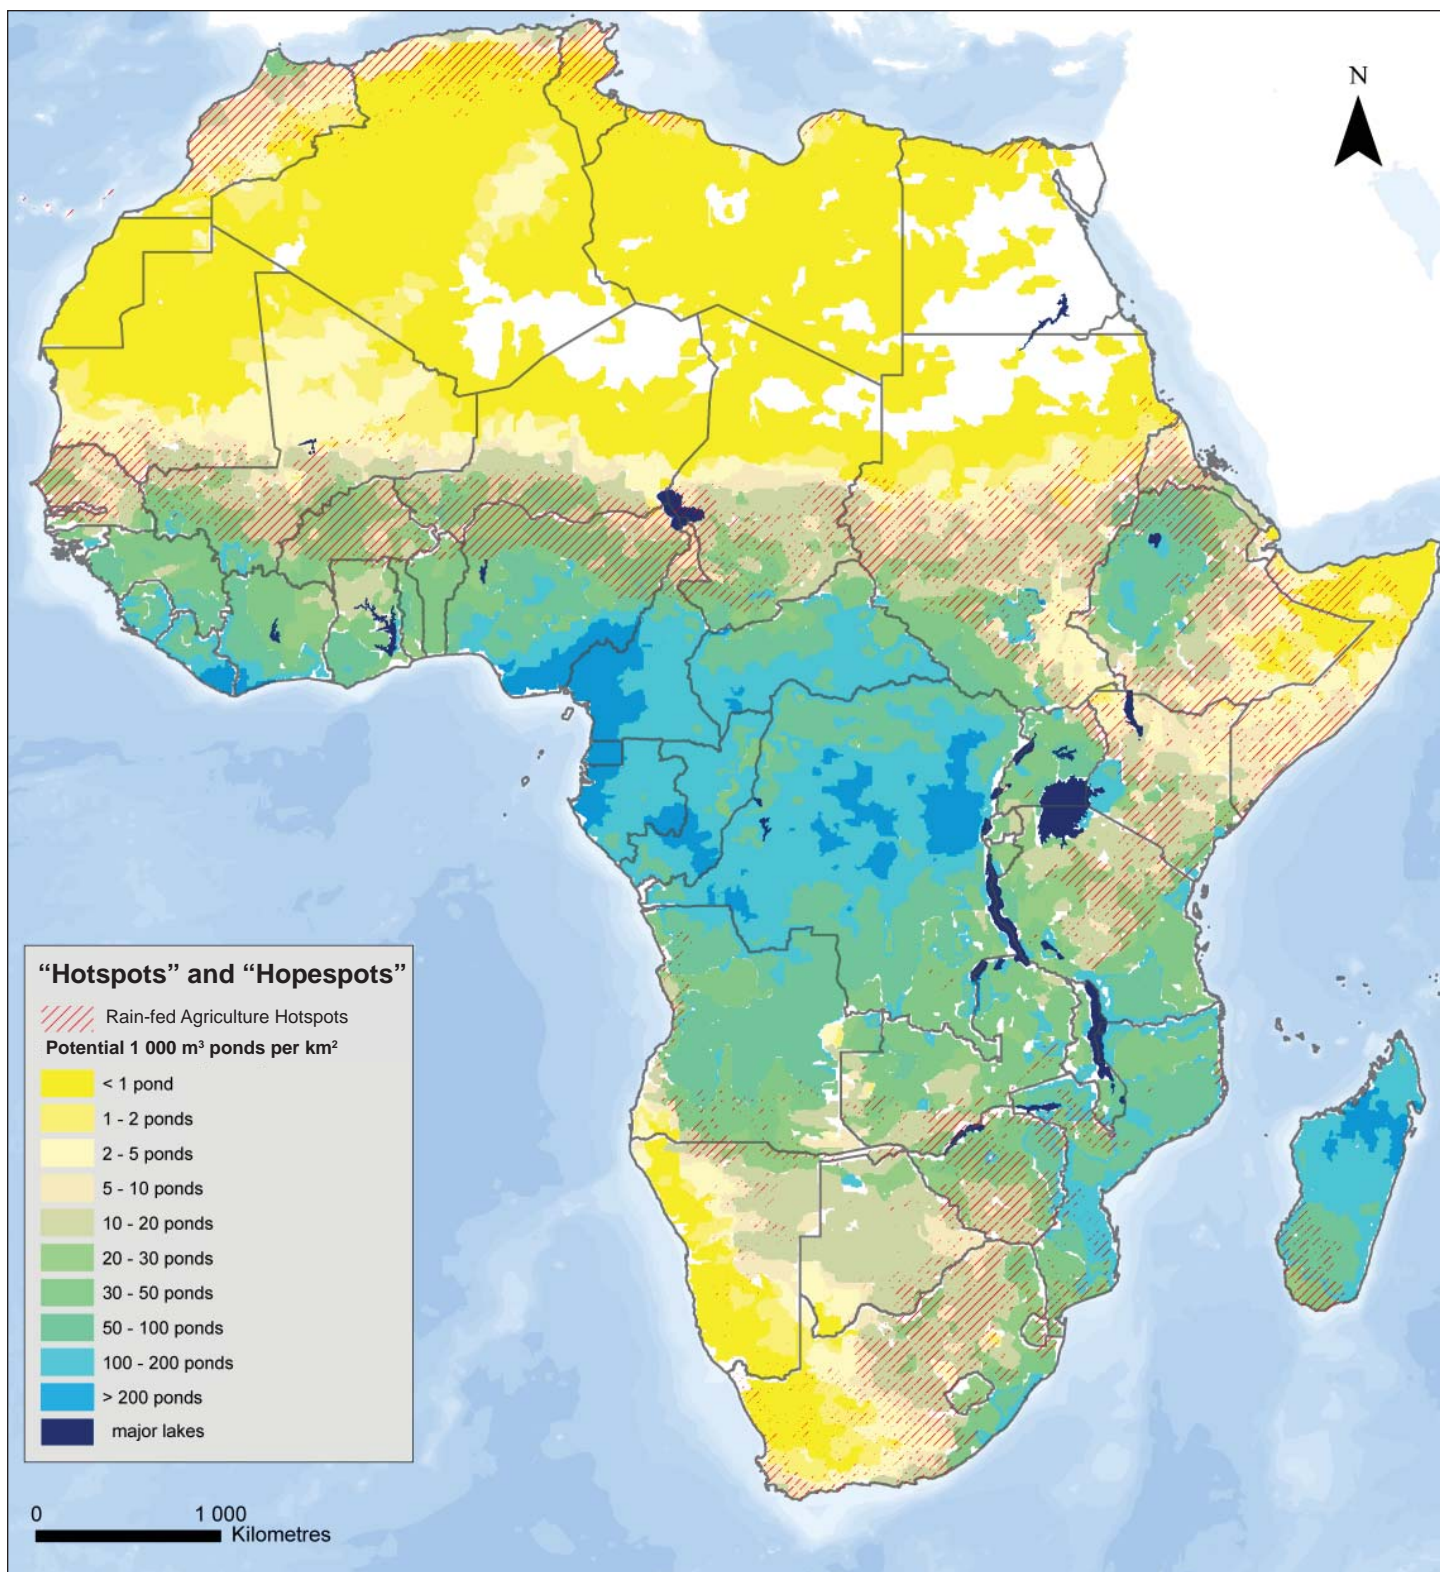 N
“Hotspots” and “Hopespots”
Rain-fed Agriculture Hotspots
Potential 1 000 m³ ponds per km²
< 1 pond
1 - 2 ponds
2 - 5 ponds
5 - 10 ponds
10 - 20 ponds
20 - 30 ponds
30 - 50 ponds
50 - 100 ponds
100 - 200 ponds
> 200 ponds
major lakes
0 1 000
Kilometres